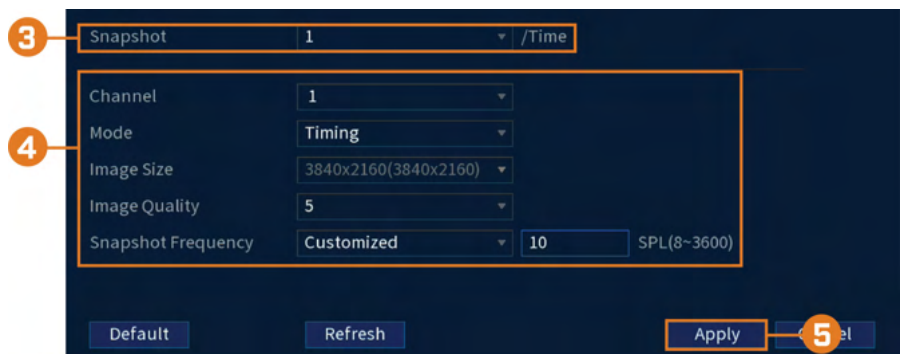 3 Snapshot 1 /Time
Channel 1
4 Mode Timing
Image Size 3840x2160(3840x2160)
Image Quality 5
Snapshot Frequency Customized 10 SPL(8~3600)
Default Refresh Apply 5 el